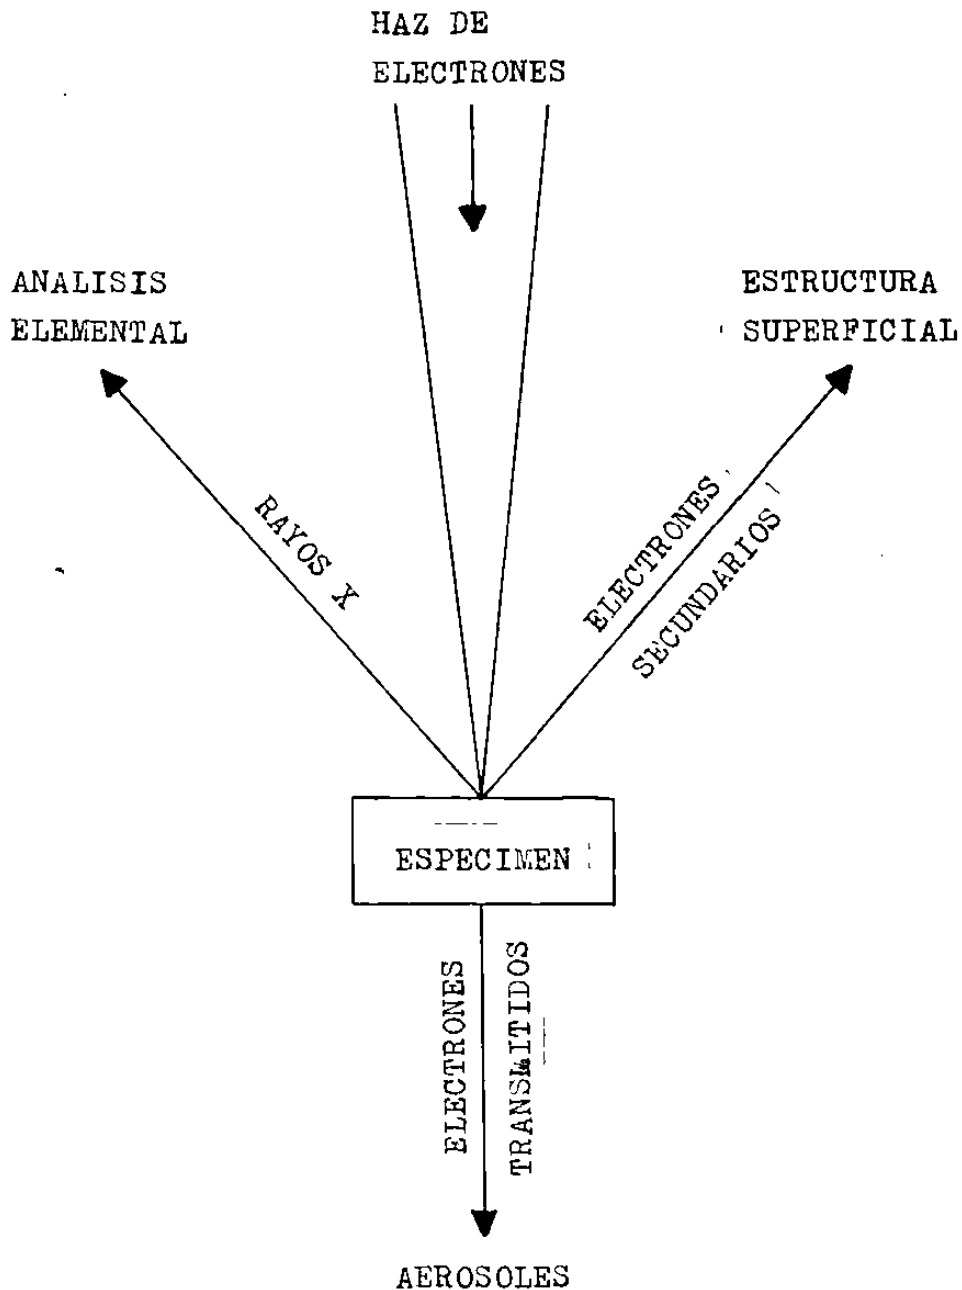 HAZ DE
ELECTRONES
ANALISIS
ELEMENTAL
ESTRUCTURA
SUPERFICIAL
RAYOS X
ELECTRONES
SECUNDARIOS
ESPECIMEN
ELECTRONES
TRANSMITIDOS
AEROSOLES